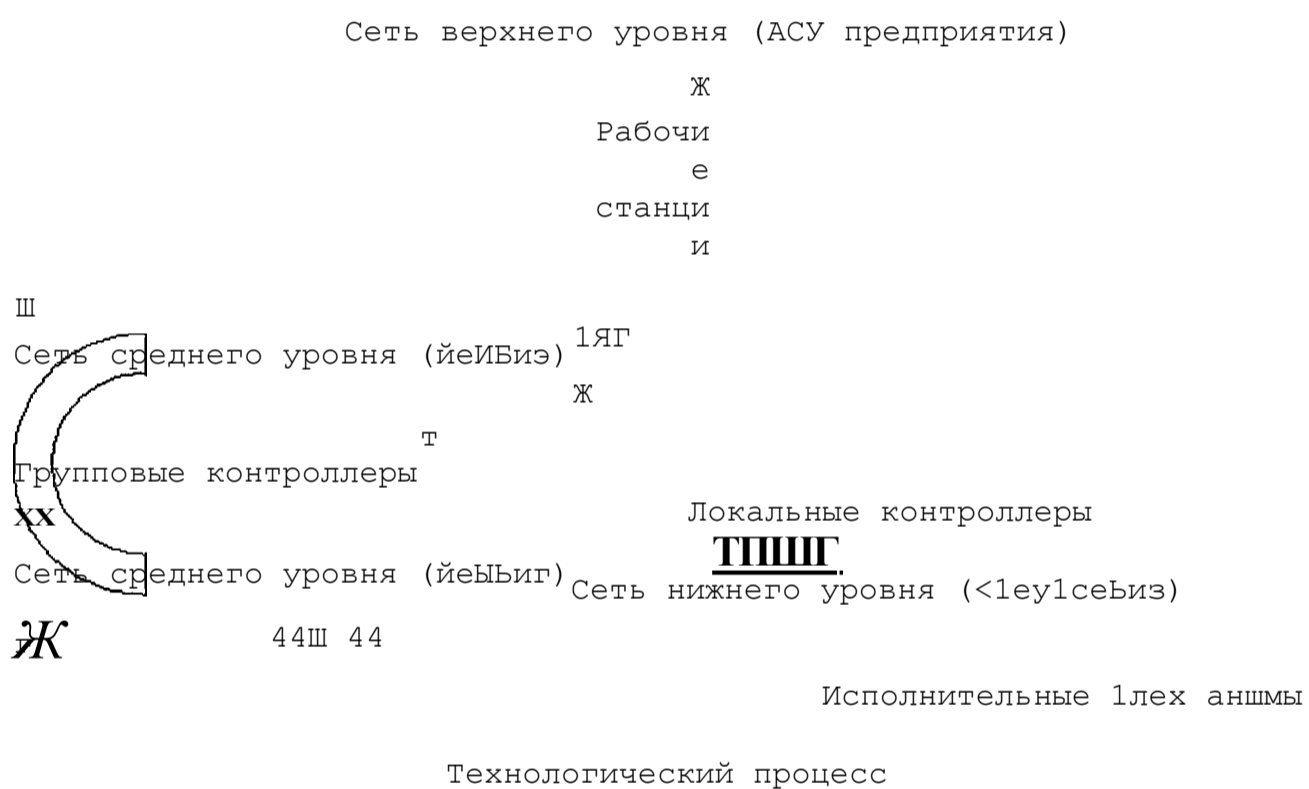 Сеть верхнего уровня (АСУ предприятия)
Ж
Рабочи
е
станци
и
Ш
Сеть среднего уровня (йеИБиэ)
1ЯГ
Ж
т
Групповые контроллеры
хх
Локальные контроллеры
ТПШГ.
Сеть среднего уровня (йеЫЬиг)
Сеть нижнего уровня (<1еу1сеЬиз)
Ж
44Ш 44
Исполнительные 1лех аншмы
Технологический процесс